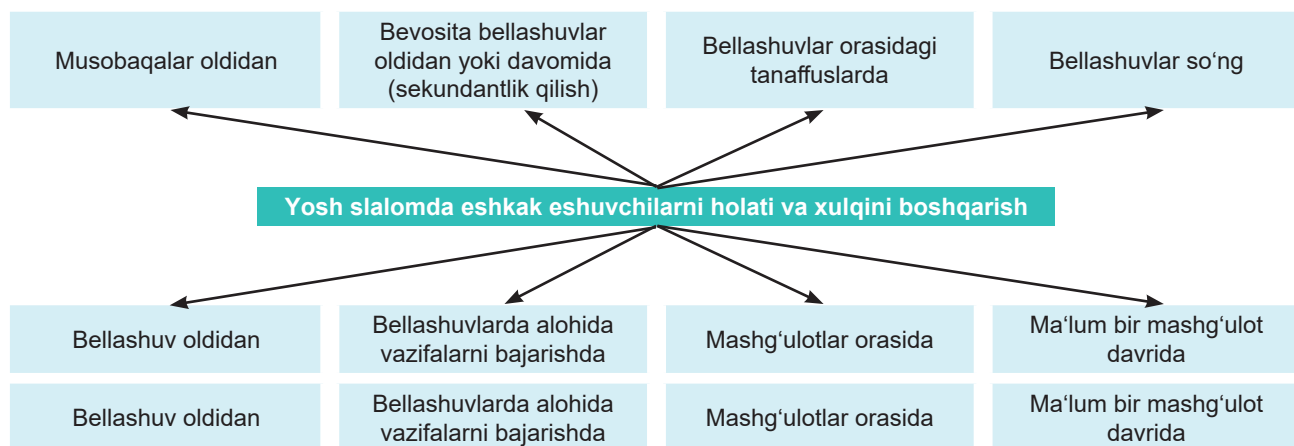 Musobaqalar oldidan
Bevosita bellashuvlar
oldidan yoki davomida
(sekundantlik qilish)
Bellashuvlar orasidagi
tanaffuslarda
Bellashuvlar so‘ng
Yosh slalomda eshkak eshuvchilarni holati va xulqini boshqarish
Bellashuv oldidan
Bellashuvlarda alohida
vazifalarni bajarishda
Mashg‘ulotlar orasida
Ma‘lum bir mashg‘ulot
davrida
Bellashuv oldidan
Bellashuvlarda alohida
vazifalarni bajarishda
Mashg‘ulotlar orasida
Ma‘lum bir mashg‘ulot
davrida